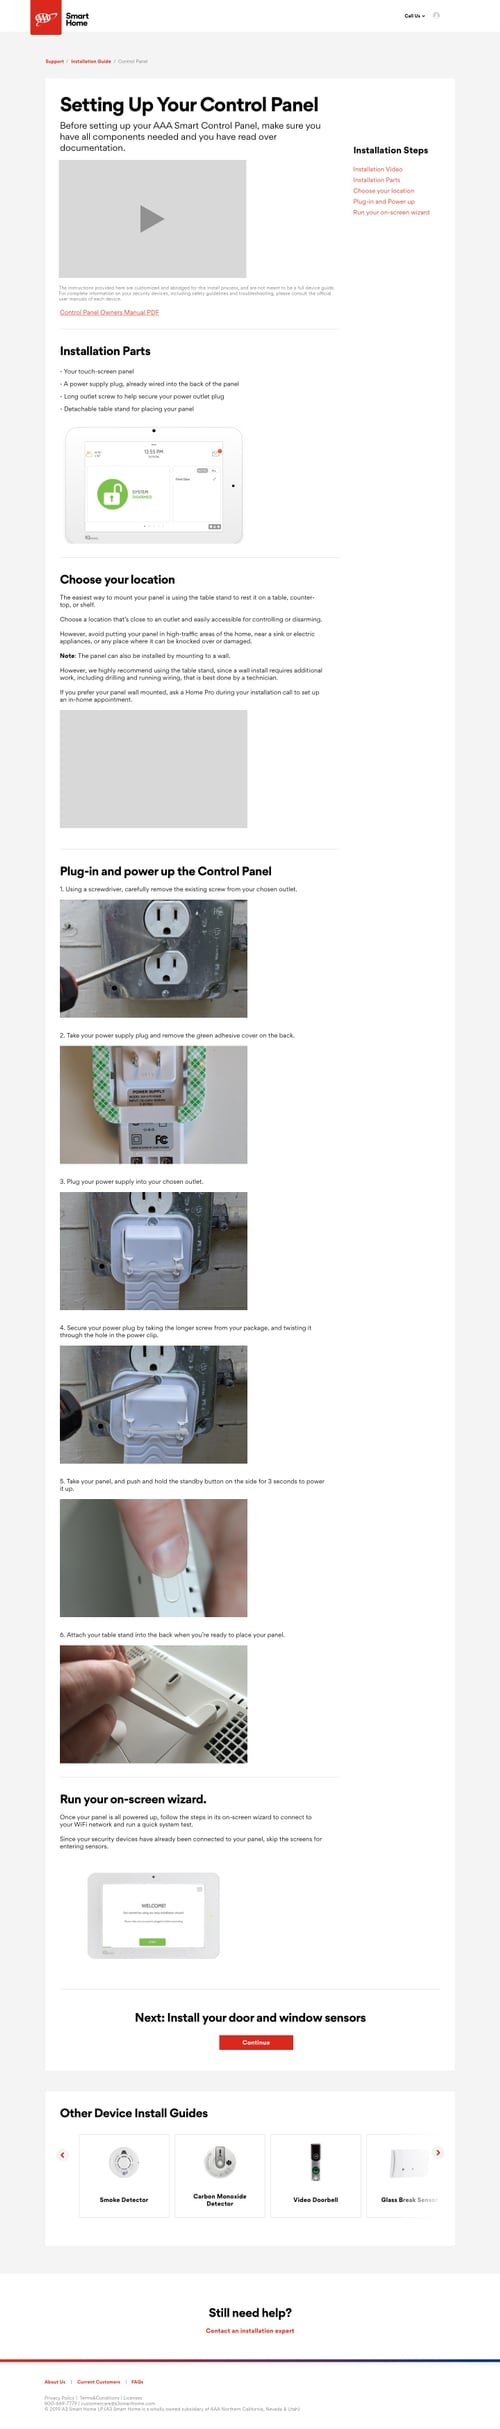 AAA Smart
Home
Call Us
Support / Installation Guide / Control Panel
Setting Up Your Control Panel
Before setting up your AAA Smart Control Panel, make sure you
have all components needed and you have read over
documentation.
Installation Steps
Installation Video
Installation Parts
Choose your location
Plug-in and Power up
Run your on-screen wizard
The instructions provided here are customized and abridged for this install process, and are not meant to be a full device guide.
For complete information on your security devices, including safety guidelines and troubleshooting, please consult the official
user manuals of each device.
Control Panel Owners Manual PDF
Installation Parts
- Your touch-screen panel
- A power supply plug, already wired into the back of the panel
- Long outlet screw to help secure your power outlet plug
- Detachable table stand for placing your panel
12:55 PM
SYSTEM
DISARMED
Choose your location
The easiest way to mount your panel is using the table stand to rest it on a table, counter-
top, or shelf.
Choose a location that's close to an outlet and easily accessible for controlling or disarming.
However, avoid putting your panel in high-traffic areas of the home, near a sink or electric
appliances, or any place where it can be knocked over or damaged.
Note: The panel can also be installed by mounting to a wall.
However, we highly recommend using the table stand, since a wall install requires additional
work, including drilling and running wiring, that is best done by a technician.
If you prefer your panel wall mounted, ask a Home Pro during your installation call to set up
an in-home appointment.
Plug-in and power up the Control Panel
1. Using a screwdriver, carefully remove the existing screw from your chosen outlet.
2. Take your power supply plug and remove the green adhesive cover on the back.
POWER SUPPLY
FC
3. Plug your power supply into your chosen outlet.
4. Secure your power plug by taking the longer screw from your package, and twisting it
through the hole in the power clip.
5. Take your panel, and push and hold the standby button on the side for 3 seconds to power
it up.
6. Attach your table stand into the back when you're ready to place your panel.
Run your on-screen wizard.
Once your panel is all powered up, follow the steps in its on-screen wizard to connect to
your WiFi network and run a quick system test.
Since your security devices have already been connected to your panel, skip the screens for
entering sensors.
WELCOME!
Next: Install your door and window sensors
Continue
Other Device Install Guides
Smoke Detector
Carbon Monoxide
Detector
Video Doorbell
Glass Break Sensor
Still need help?
Contact an installation expert
About Us | Current Customers | FAQs
Privacy Policy | Terms&Conditions | Licenses
© 2019 A3 Smart Home LP (A3 Smart Home is a wholly owned subsidiary of AAA Northern California, Nevada & Utah)